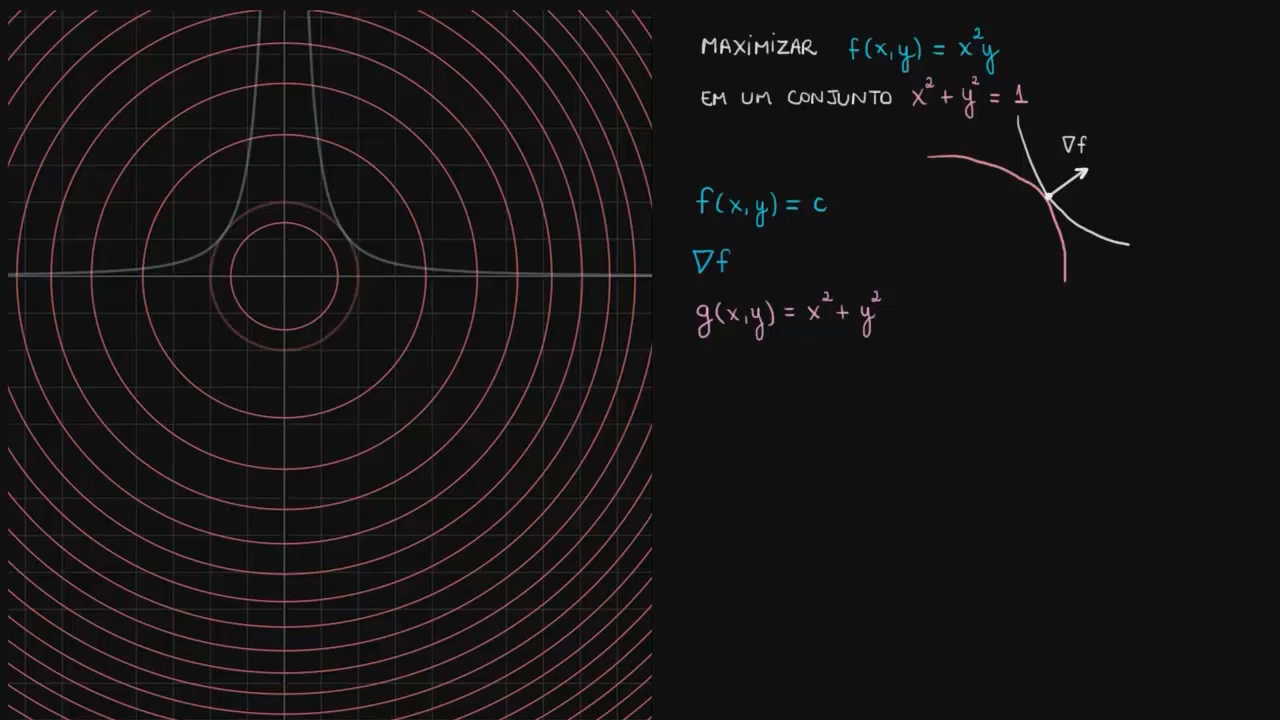 MAXIMIZAR f(x,y) = x²y
EM UM CONJUNTO x² + y² = 1
∇f
f(x,y) = c
∇f
g(x,y) = x² + y²